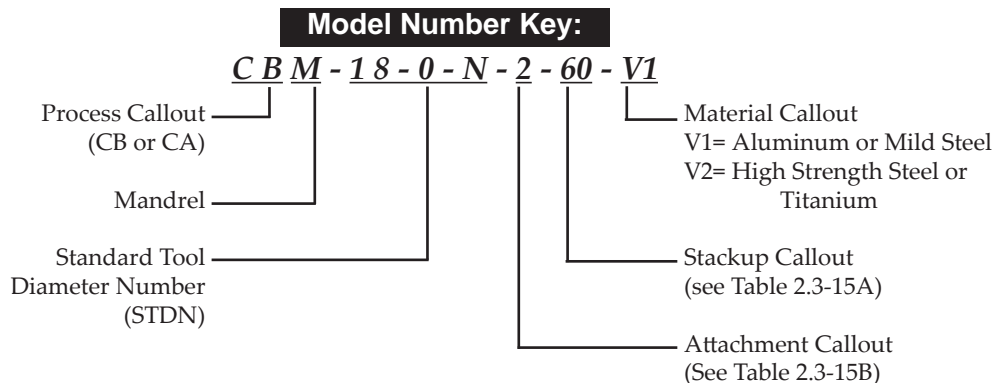 Model Number Key:
C B M - 1 8 - 0 - N - 2 - 60 - V1
Process Callout
(CB or CA)
Mandrel
Standard Tool
Diameter Number
(STDN)
Material Callout
V1= Aluminum or Mild Steel
V2= High Strength Steel or
Titanium
Stackup Callout
(see Table 2.3-15A)
Attachment Callout
(See Table 2.3-15B)